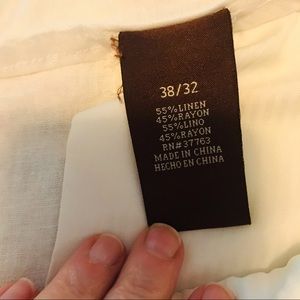 38/32
55%LINEN
45%RAYON
55%LINO
45%RAYON
RN#37763
MADE IN CHINA
HECHO EN CHINA